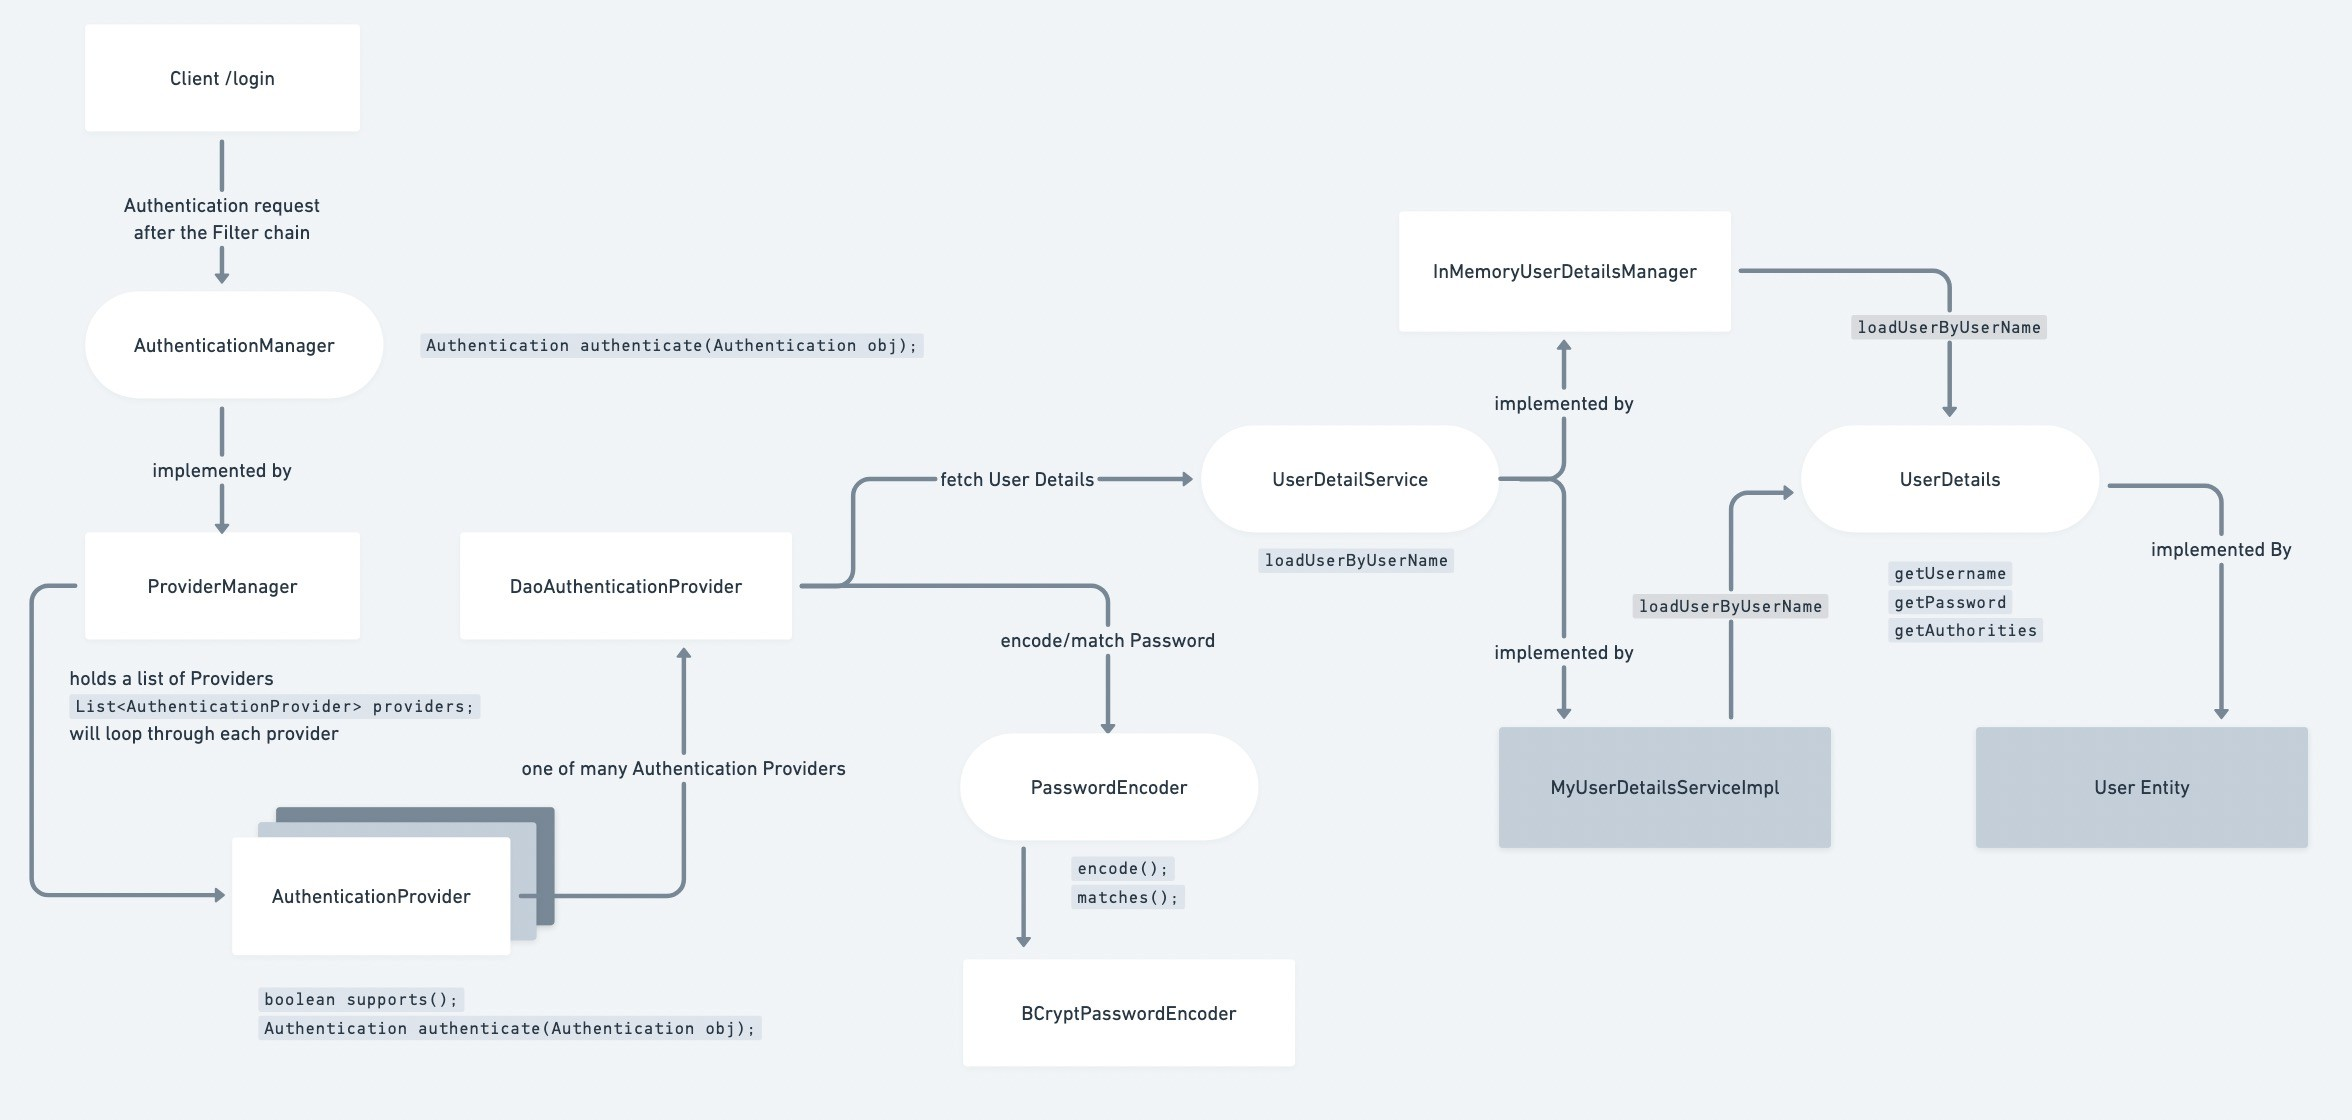 Client /login
Authentication request
after the Filter chain
AuthenticationManager
Authentication authenticate(Authentication obj);
implemented by
ProviderManager
holds a list of Providers
List<AuthenticationProvider> providers;
will loop through each provider
AuthenticationProvider
boolean supports();
Authentication authenticate(Authentication obj);
one of many Authentication Providers
DaoAuthenticationProvider
fetch User Details
encode/match Password
PasswordEncoder
encode();
matches();
BCryptPasswordEncoder
UserDetailService
loadUserByUserName
implemented by
InMemoryUserDetailsManager
loadUserByUserName
implemented by
MyUserDetailsServiceImpl
loadUserByUserName
UserDetails
getUsername
getPassword
getAuthorities
implemented By
User Entity